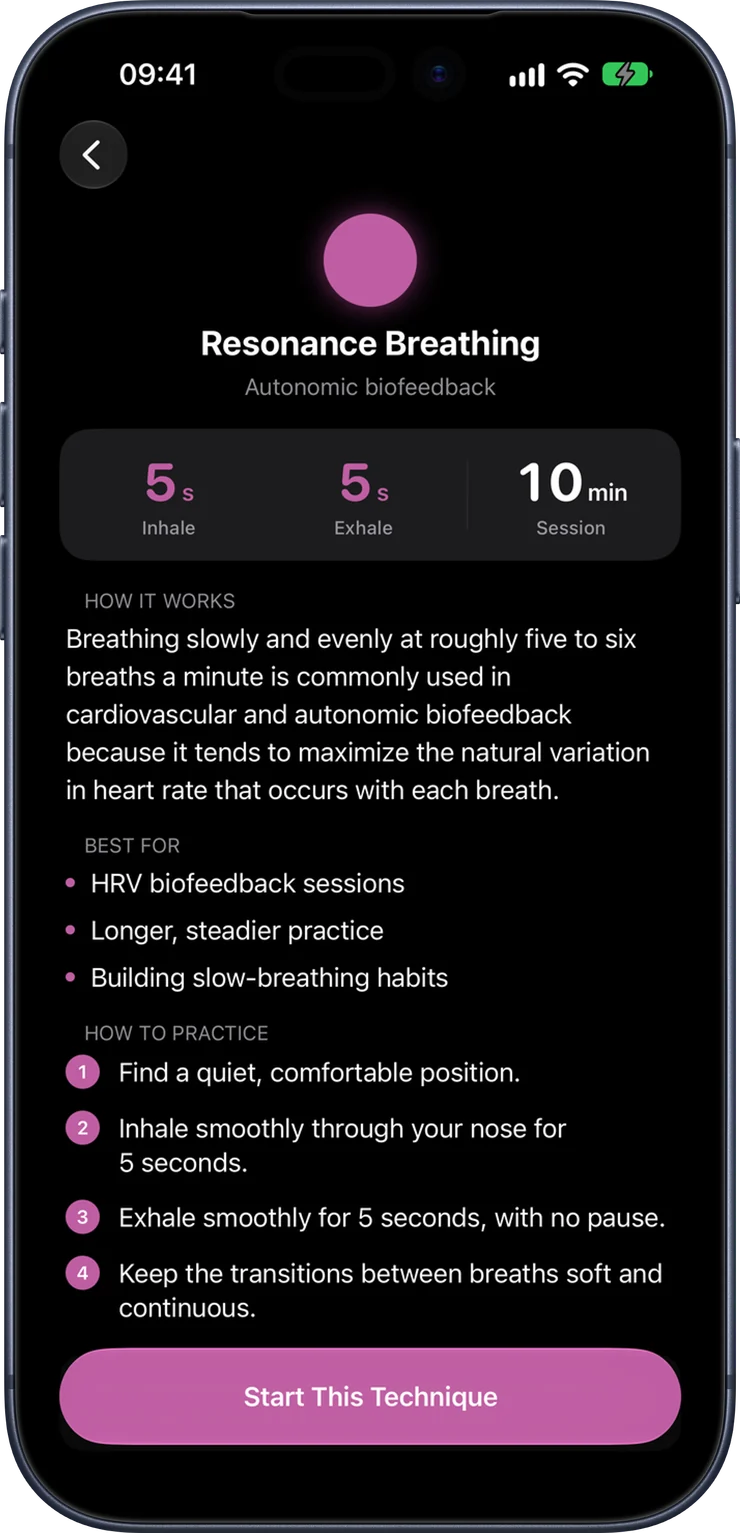 09:41
Resonance Breathing
Autonomic biofeedback
5 s 5 s 10 min
Inhale Exhale Session
HOW IT WORKS
Breathing slowly and evenly at roughly five to six
breaths a minute is commonly used in
cardiovascular and autonomic biofeedback
because it tends to maximize the natural variation
in heart rate that occurs with each breath.
BEST FOR
• HRV biofeedback sessions
• Longer, steadier practice
• Building slow-breathing habits
HOW TO PRACTICE
1 Find a quiet, comfortable position.
2 Inhale smoothly through your nose for
5 seconds.
3 Exhale smoothly for 5 seconds, with no pause.
4 Keep the transitions between breaths soft and
continuous.
Start This Technique